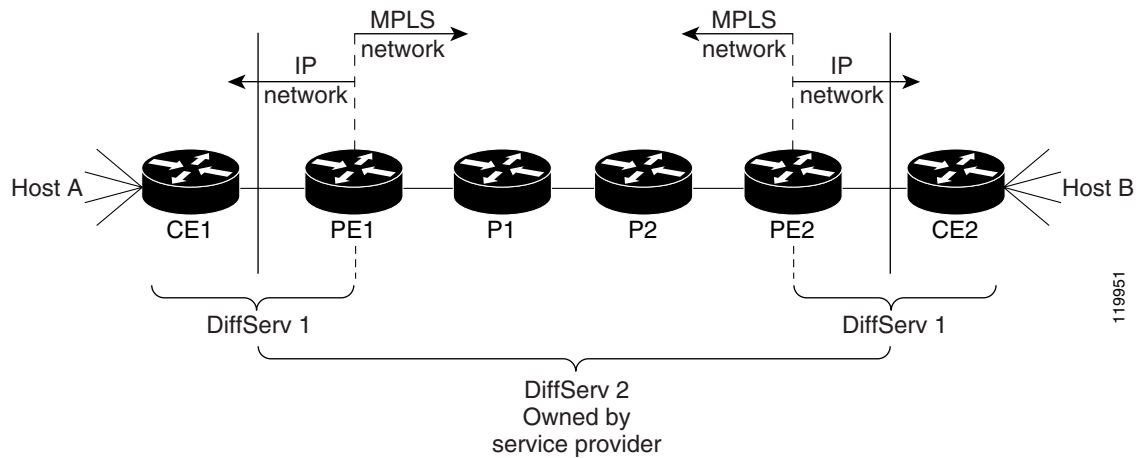 MPLS
network
MPLS
network
IP
network
IP
network
Host A
Host B
CE1
PE1
P1
P2
PE2
CE2
DiffServ 1
DiffServ 1
DiffServ 2
Owned by
service provider
119951